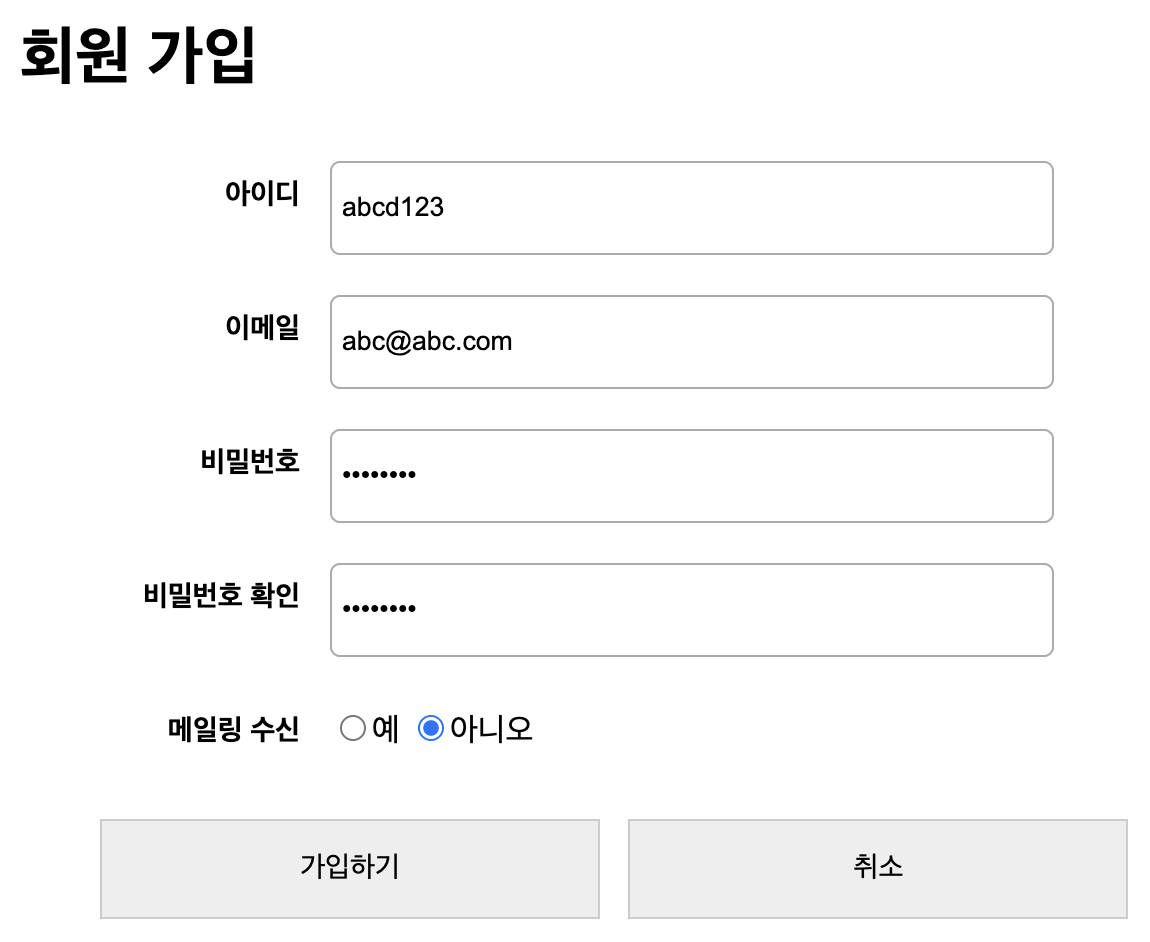 회원 가입
아이디 abcd123
이메일 abc@abc.com
비밀번호 ••••••••
비밀번호 확인 ••••••••
메일링 수신 예 아니오
가입하기 취소